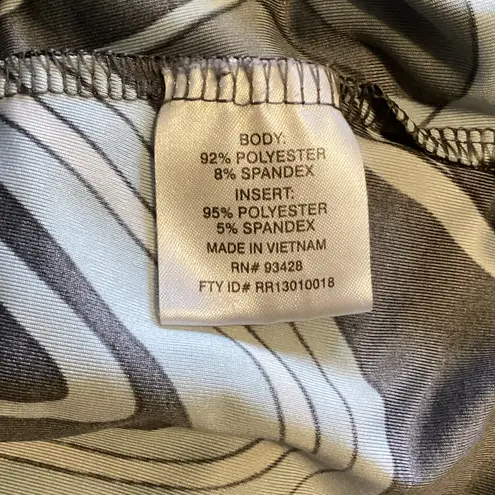 BODY:
92% POLYESTER
8% SPANDEX
INSERT:
95% POLYESTER
5% SPANDEX
MADE IN VIETNAM
RN# 93428
FTY ID# RR13010018